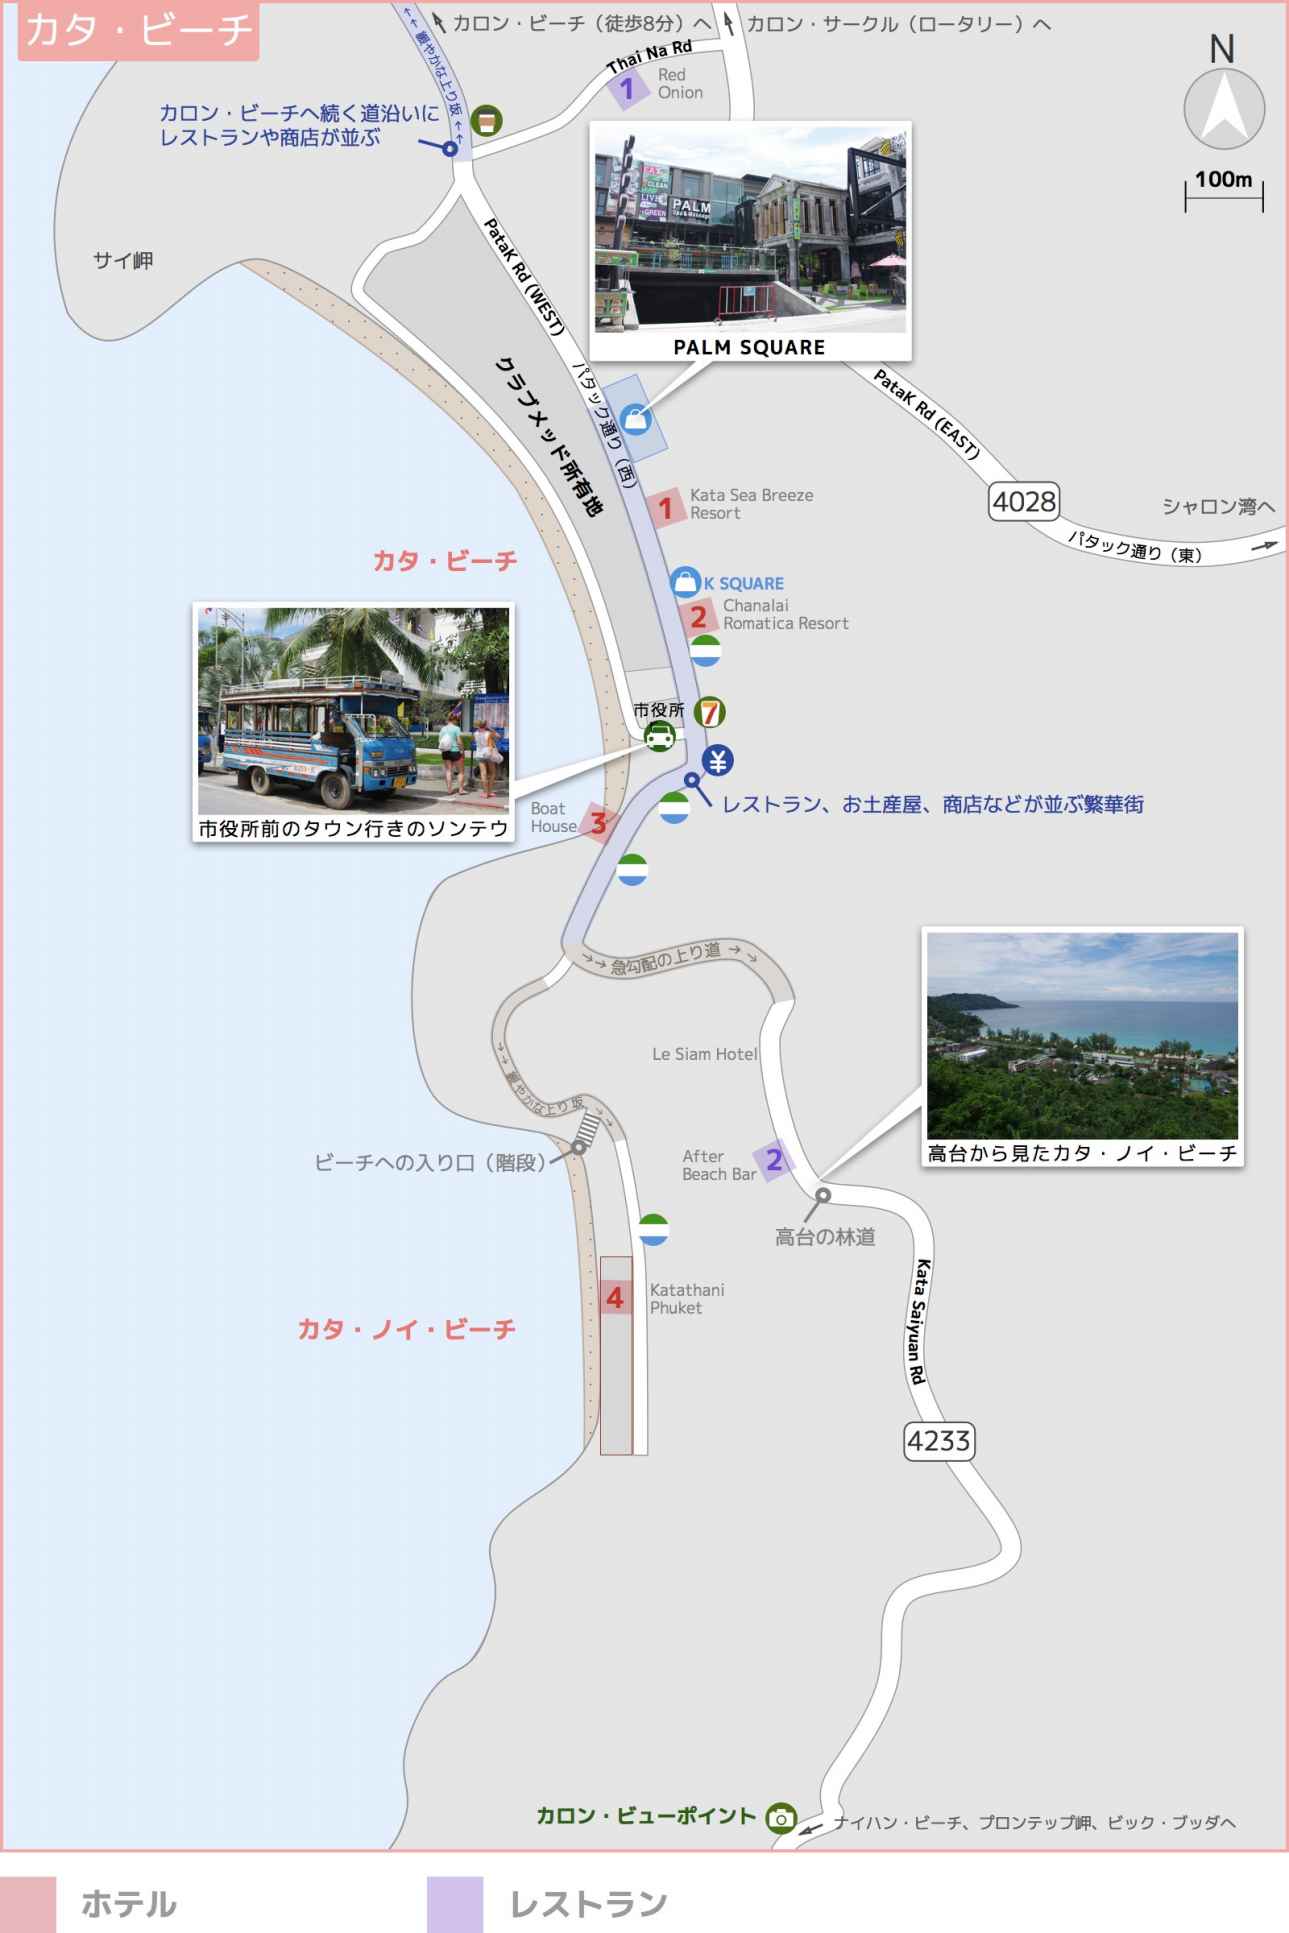 カタ・ビーチ
カロン・ビーチ（徒歩8分）へ
カロン・サークル（ロータリー）へ
N
100m
←← 緩やかな上り坂 ←←
Thai Na Rd
1
Red
Onion
カロン・ビーチへ続く道沿いに
レストランや商店が並ぶ
サイ岬
PataK Rd (WEST)
パタック通り（西）
PALM
PALM SQUARE
クラブメッド所有地
PataK Rd (EAST)
4028
シャロン湾へ
パタック通り（東）
1
Kata Sea Breeze
Resort
カタ・ビーチ
K SQUARE
2
Chanalai
Romatica Resort
市役所
7
¥
市役所前のタウン行きのソンテウ
レストラン、お土産屋、商店などが並ぶ繁華街
Boat
House
3
→→ 急勾配の上り道 →→
Le Siam Hotel
→→ 緩やかな上り坂 →→
高台から見たカタ・ノイ・ビーチ
ビーチへの入り口（階段）
After
Beach Bar
2
高台の林道
Kata Saiyuan Rd
4
Katathani
Phuket
カタ・ノイ・ビーチ
4233
カロン・ビューポイント
ナイハン・ビーチ、プロンテップ岬、ビック・ブッダへ
ホテル
レストラン